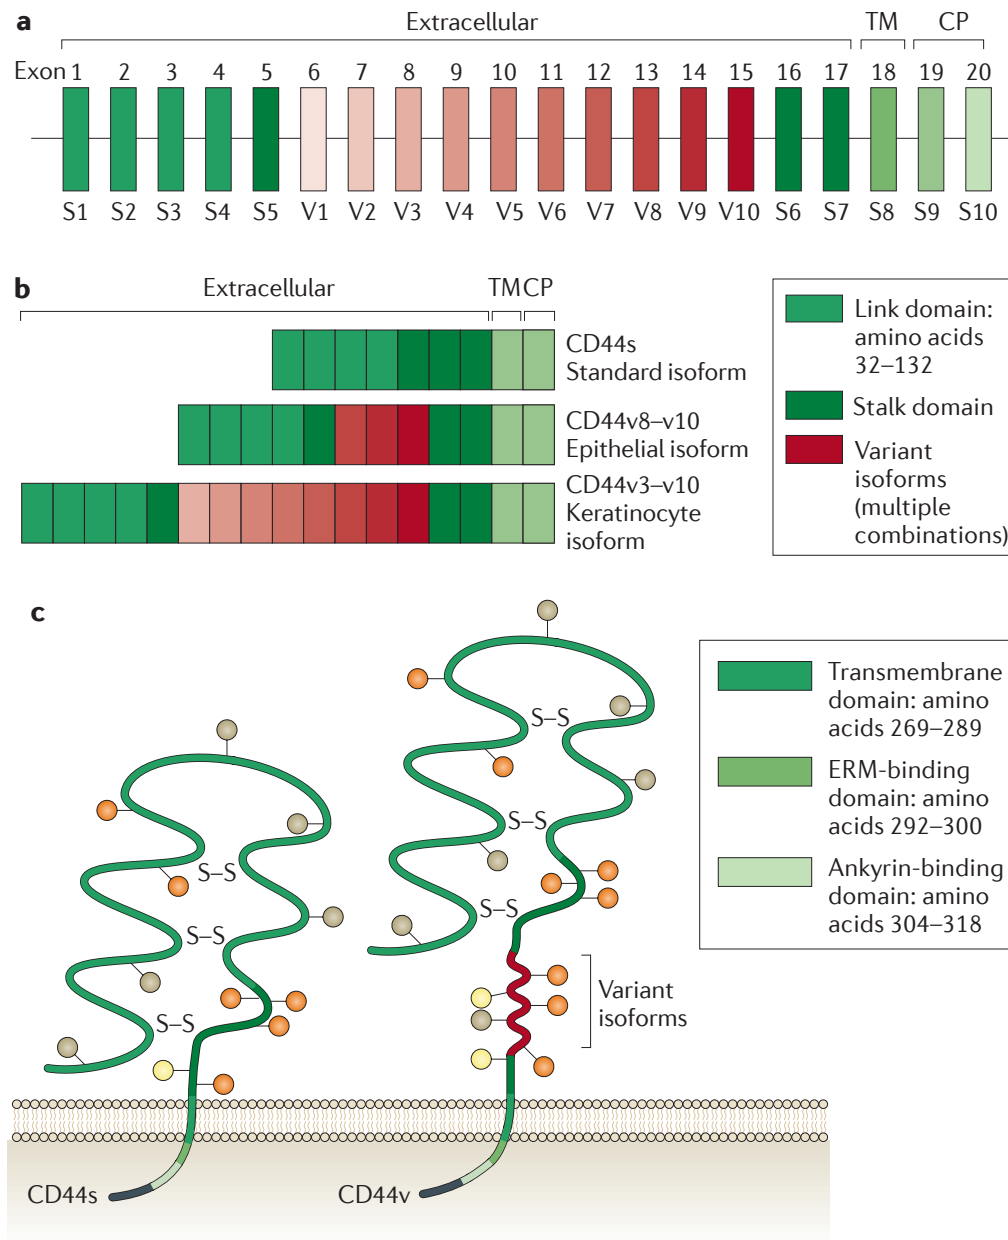 a
Extracellular TM CP
Exon 1 2 3 4 5 6 7 8 9 10 11 12 13 14 15 16 17 18 19 20
S1 S2 S3 S4 S5 V1 V2 V3 V4 V5 V6 V7 V8 V9 V10 S6 S7 S8 S9 S10
b
Extracellular TM CP
CD44s
Standard isoform
CD44v8–v10
Epithelial isoform
CD44v3–v10
Keratinocyte
isoform
Link domain:
amino acids
32–132
Stalk domain
Variant
isoforms
(multiple
combinations)
c
S–S
S–S
S–S
CD44s
S–S
S–S
S–S
Variant
isoforms
CD44v
Transmembrane
domain: amino
acids 269–289
ERM-binding
domain: amino
acids 292–300
Ankyrin-binding
domain: amino
acids 304–318